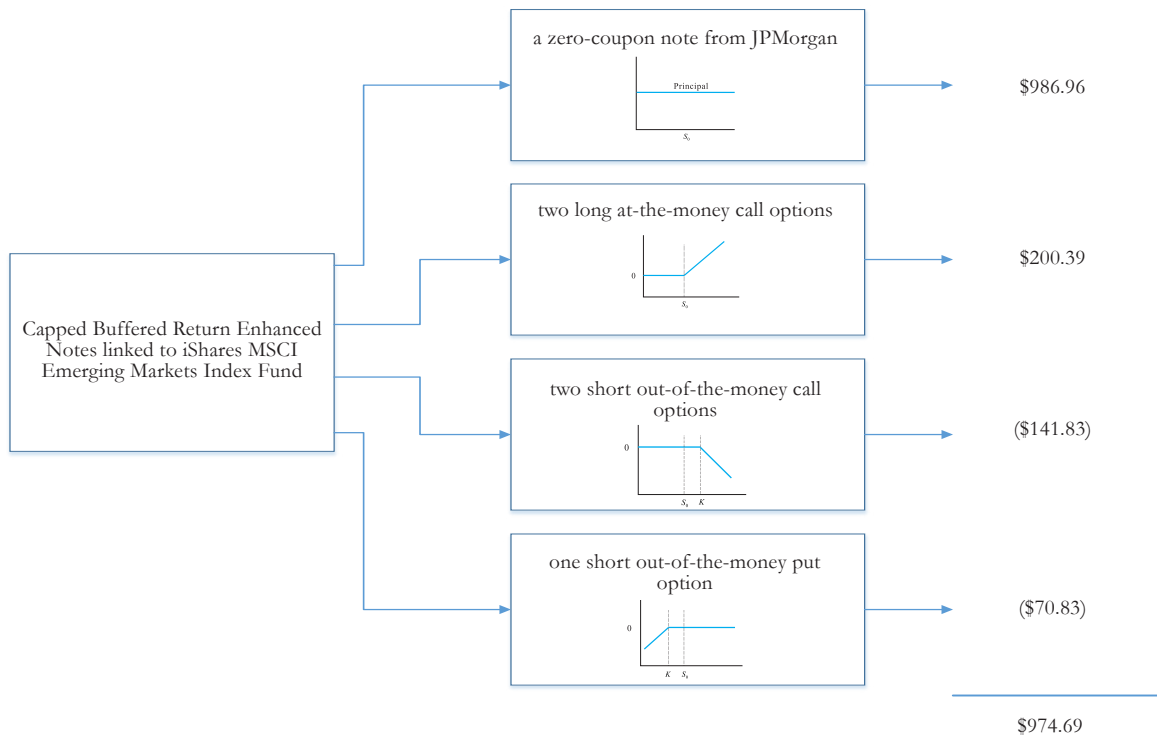 a zero-coupon note from JPMorgan
Principal
S₀
$986.96
two long at-the-money call options
0
S₀
$200.39
Capped Buffered Return Enhanced
Notes linked to iShares MSCI
Emerging Markets Index Fund
two short out-of-the-money call
options
0
S₀ K
($141.83)
one short out-of-the-money put
option
0
K S₀
($70.83)
$974.69